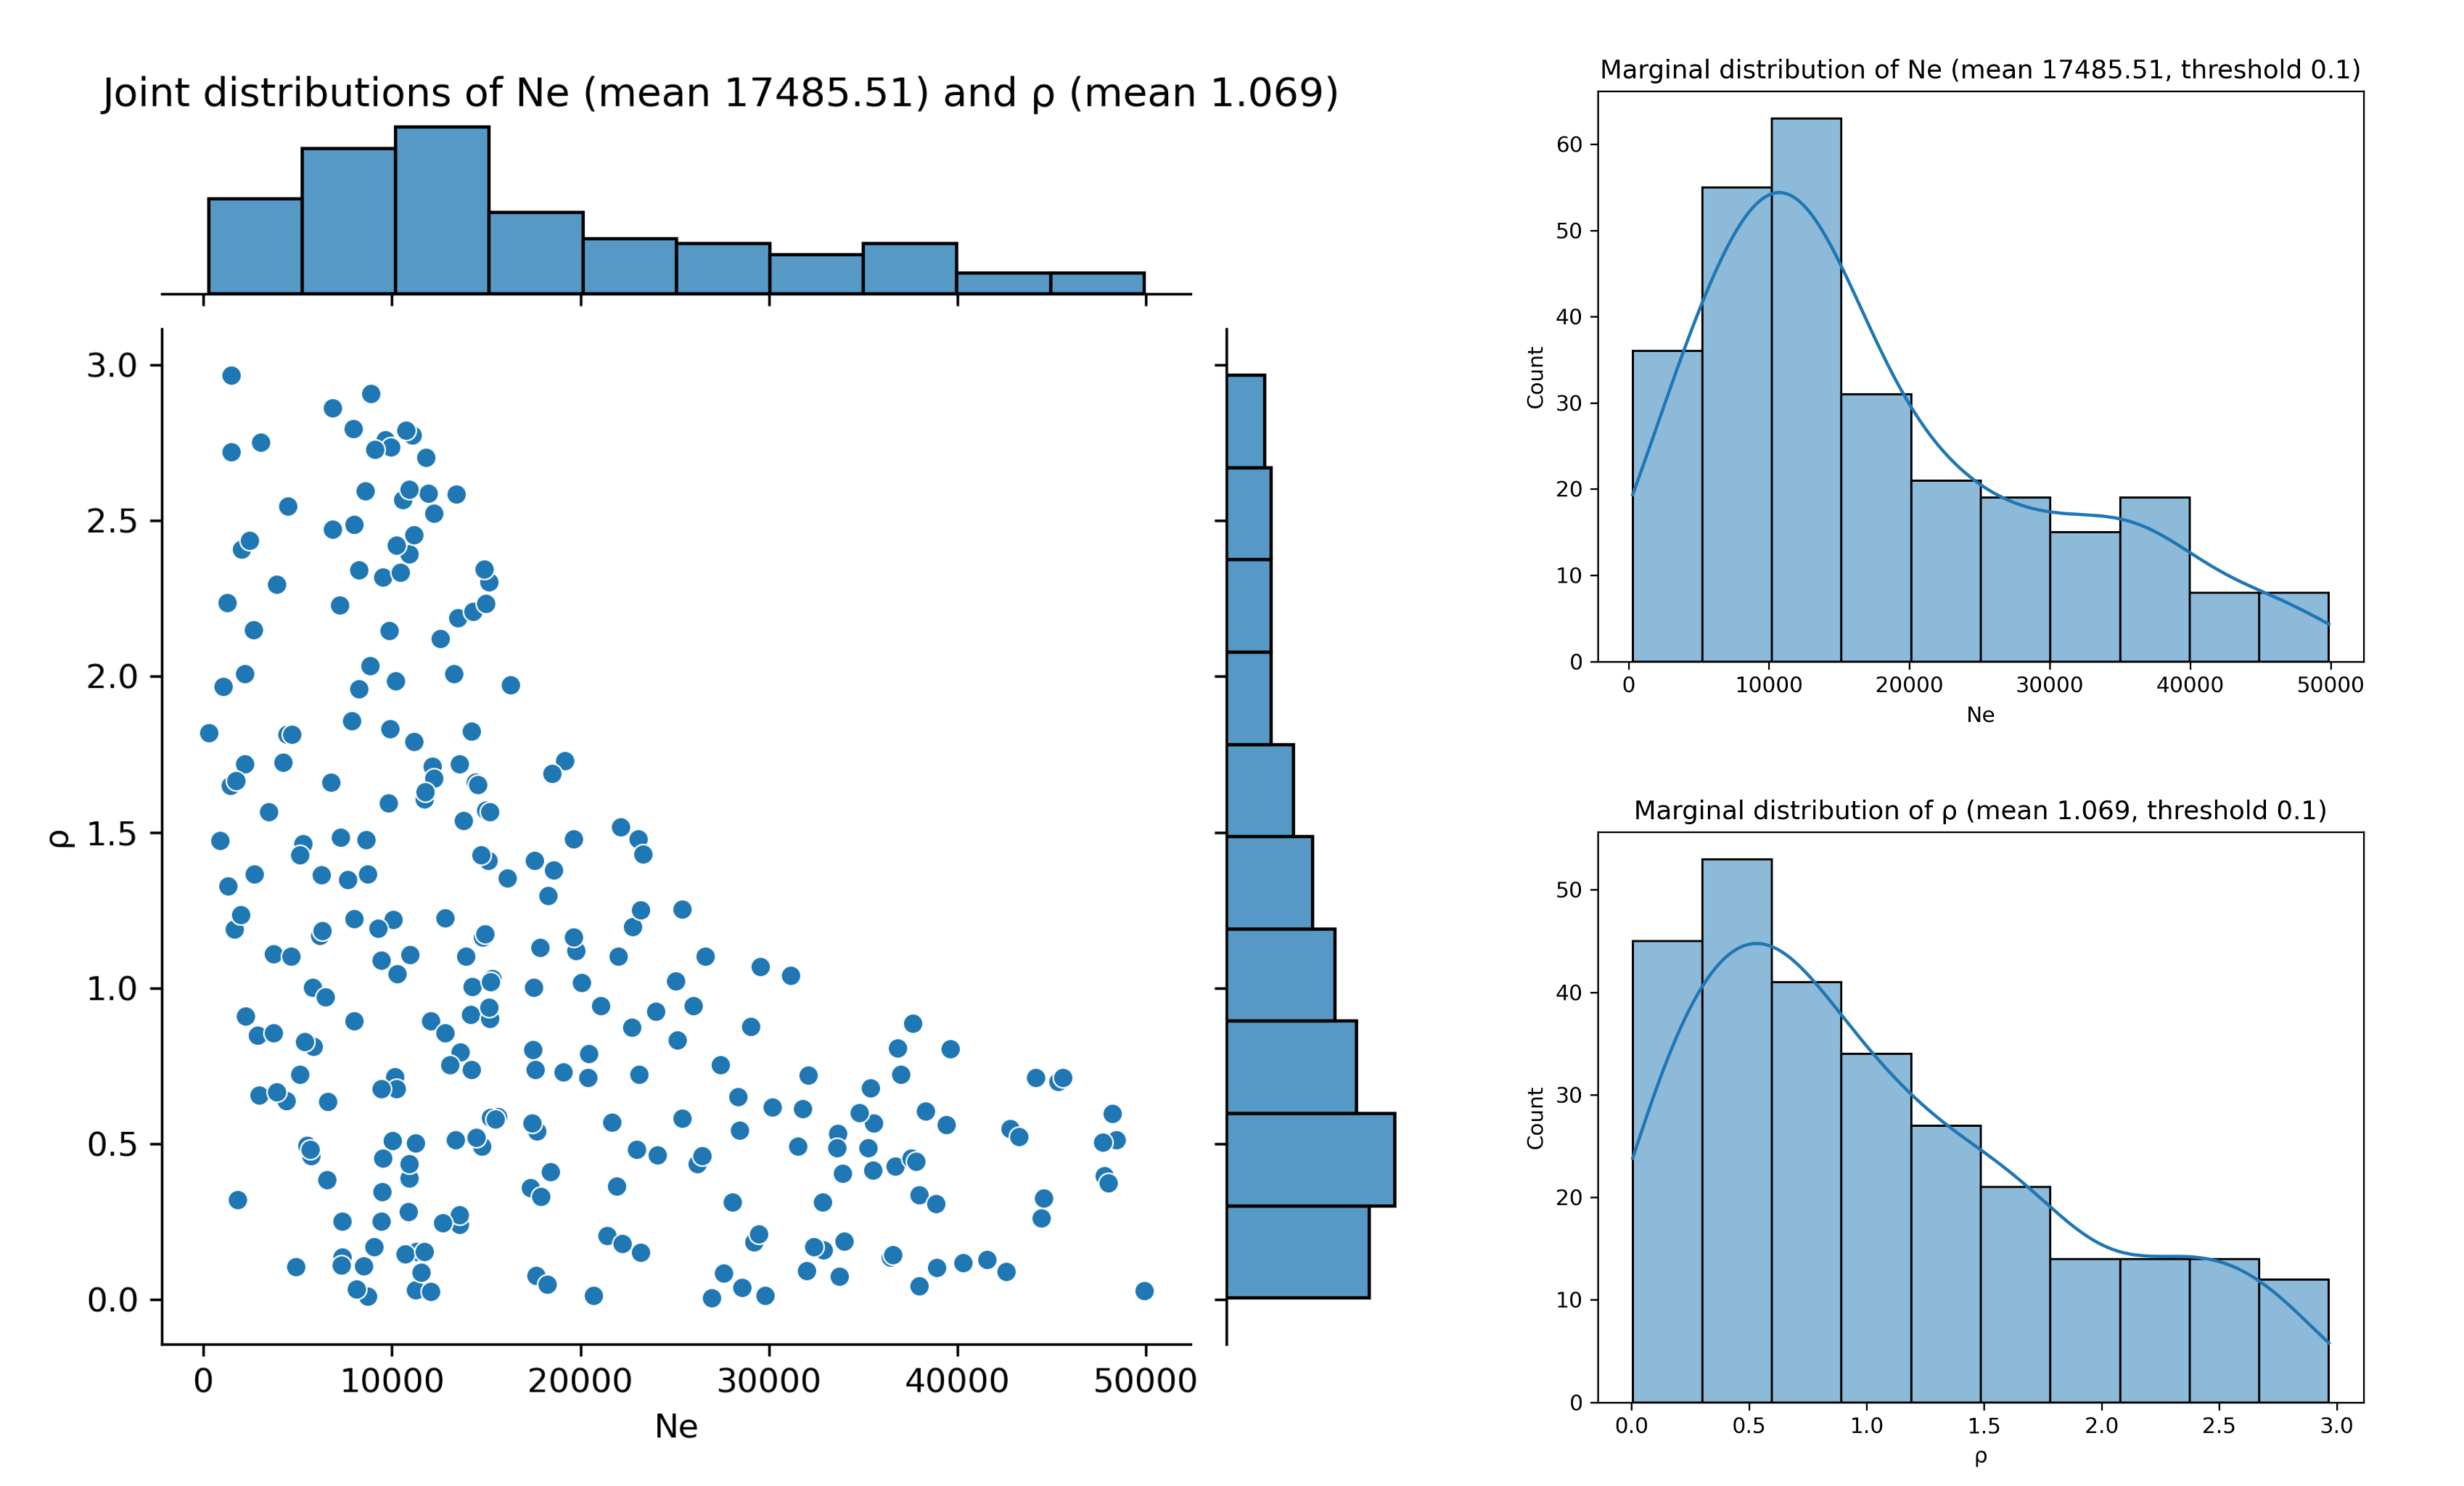 Joint distributions of Ne (mean 17485.51) and ρ (mean 1.069)
3.0
2.5
2.0
1.5
1.0
0.5
0.0
ρ
0 10000 20000 30000 40000 50000
Ne
Marginal distribution of Ne (mean 17485.51, threshold 0.1)
60
50
40
30
20
10
0
Count
0 10000 20000 30000 40000 50000
Ne
Marginal distribution of ρ (mean 1.069, threshold 0.1)
50
40
30
20
10
0
Count
0.0 0.5 1.0 1.5 2.0 2.5 3.0
ρ